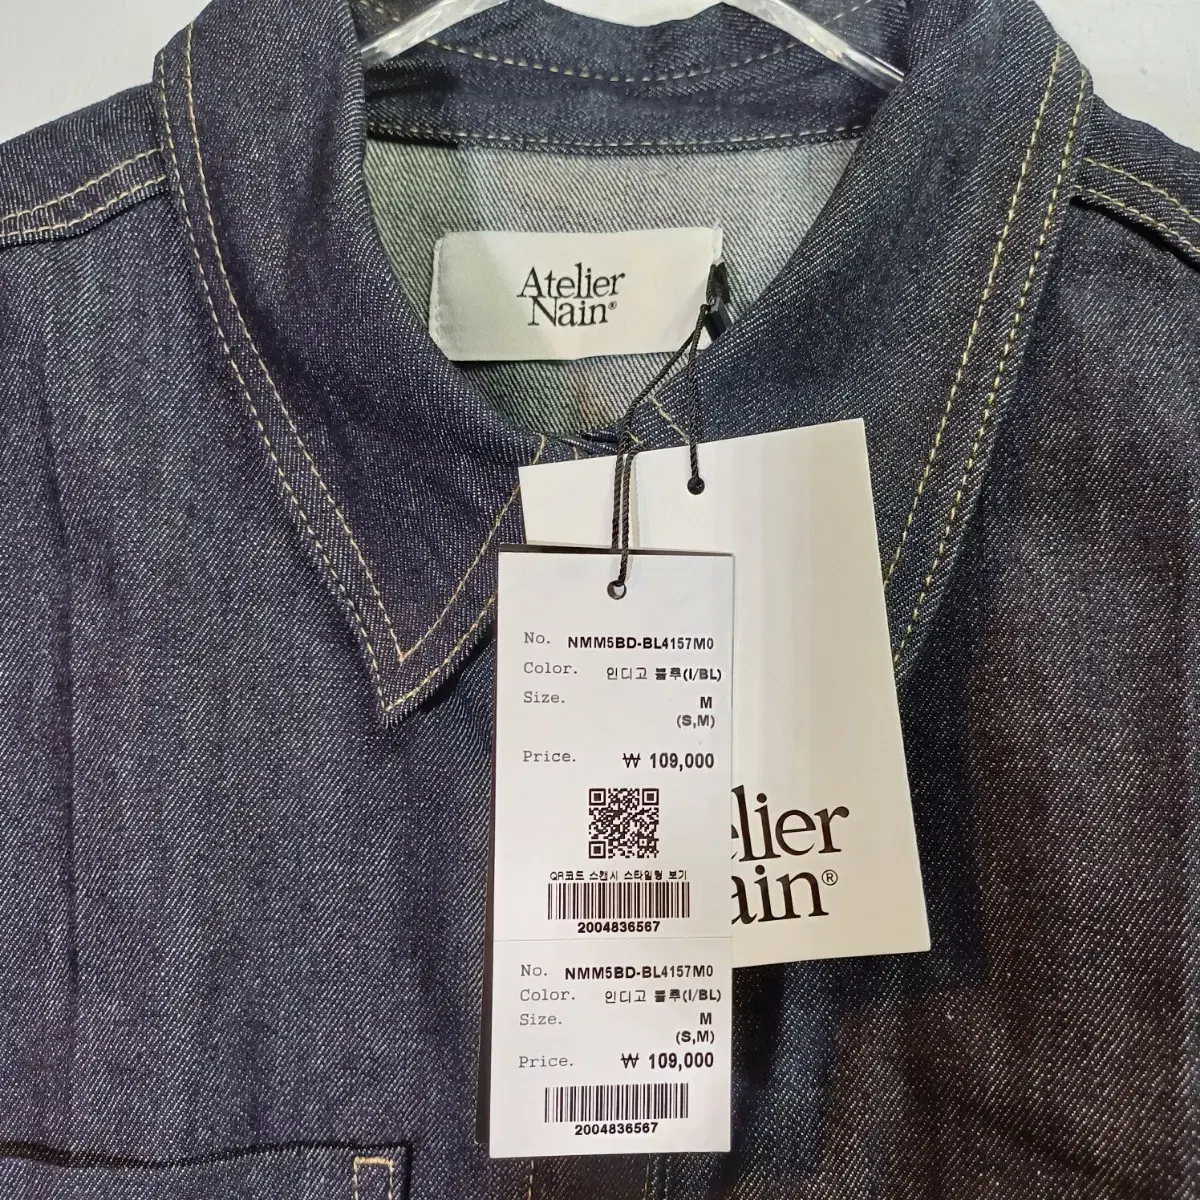 Atelier
Nain®
No. NMM5BD-BL4157M0
Color. 인디고 블루(I/BL)
Size. M
(S,M)
Price. ₩ 109,000
QR코드 스캔시 스타일링 보기
2004836567
No. NMM5BD-BL4157M0
Color. 인디고 블루(I/BL)
Size. M
(S,M)
Price. ₩ 109,000
2004836567
lier
ain®